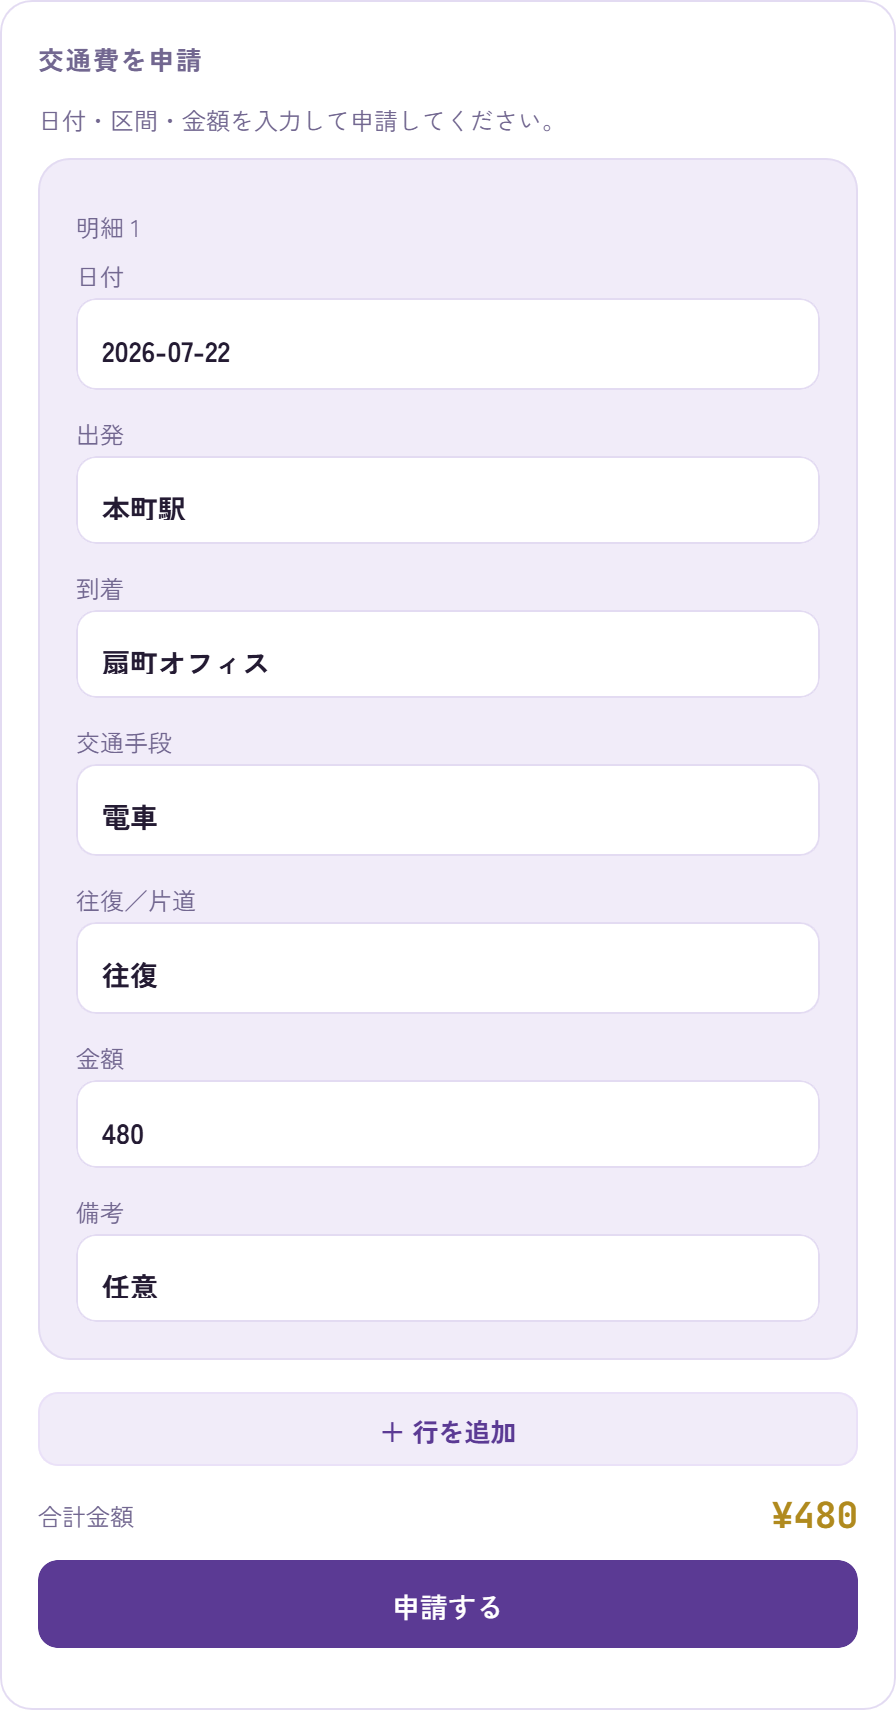 交通費を申請
日付・区間・金額を入力して申請してください。
明細 1
日付
2026-07-22
出発
本町駅
到着
扇町オフィス
交通手段
電車
往復／片道
往復
金額
480
備考
任意
＋ 行を追加
合計金額 ¥480
申請する